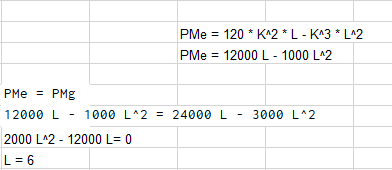 PMe = 120 * K^2 * L - K^3 * L^2
PMe = 12000 L - 1000 L^2
PMe = PMg
12000 L - 1000 L^2 = 24000 L - 3000 L^2
2000 L^2 - 12000 L= 0
L = 6